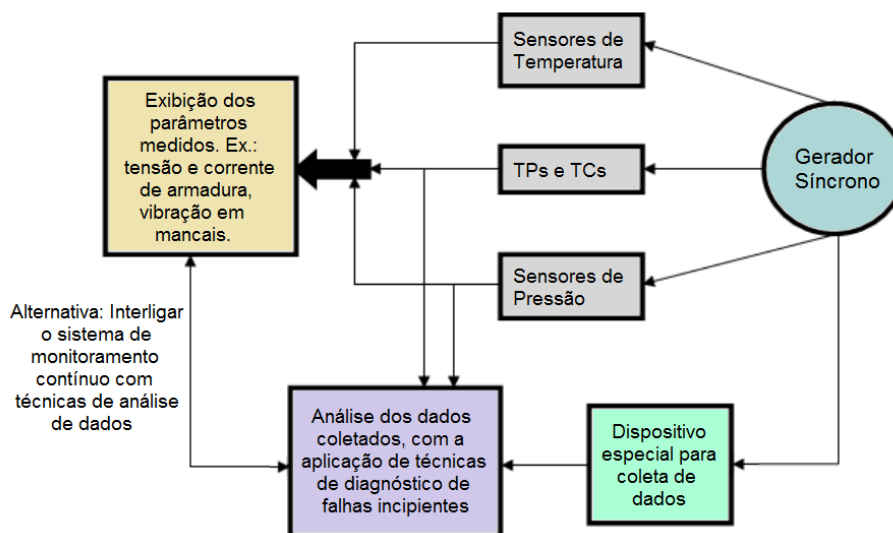 Sensores de
Temperatura
Exibição dos
parâmetros
medidos. Ex.:
tensão e corrente
de armadura,
vibração em
mancais.
TPs e TCs
Gerador
Síncrono
Sensores de
Pressão
Alternativa: Interligar
o sistema de
monitoramento
contínuo com
técnicas de análise
de dados
Análise dos dados
coletados, com a
aplicação de técnicas
de diagnóstico de
falhas incipientes
Dispositivo
especial para
coleta de
dados